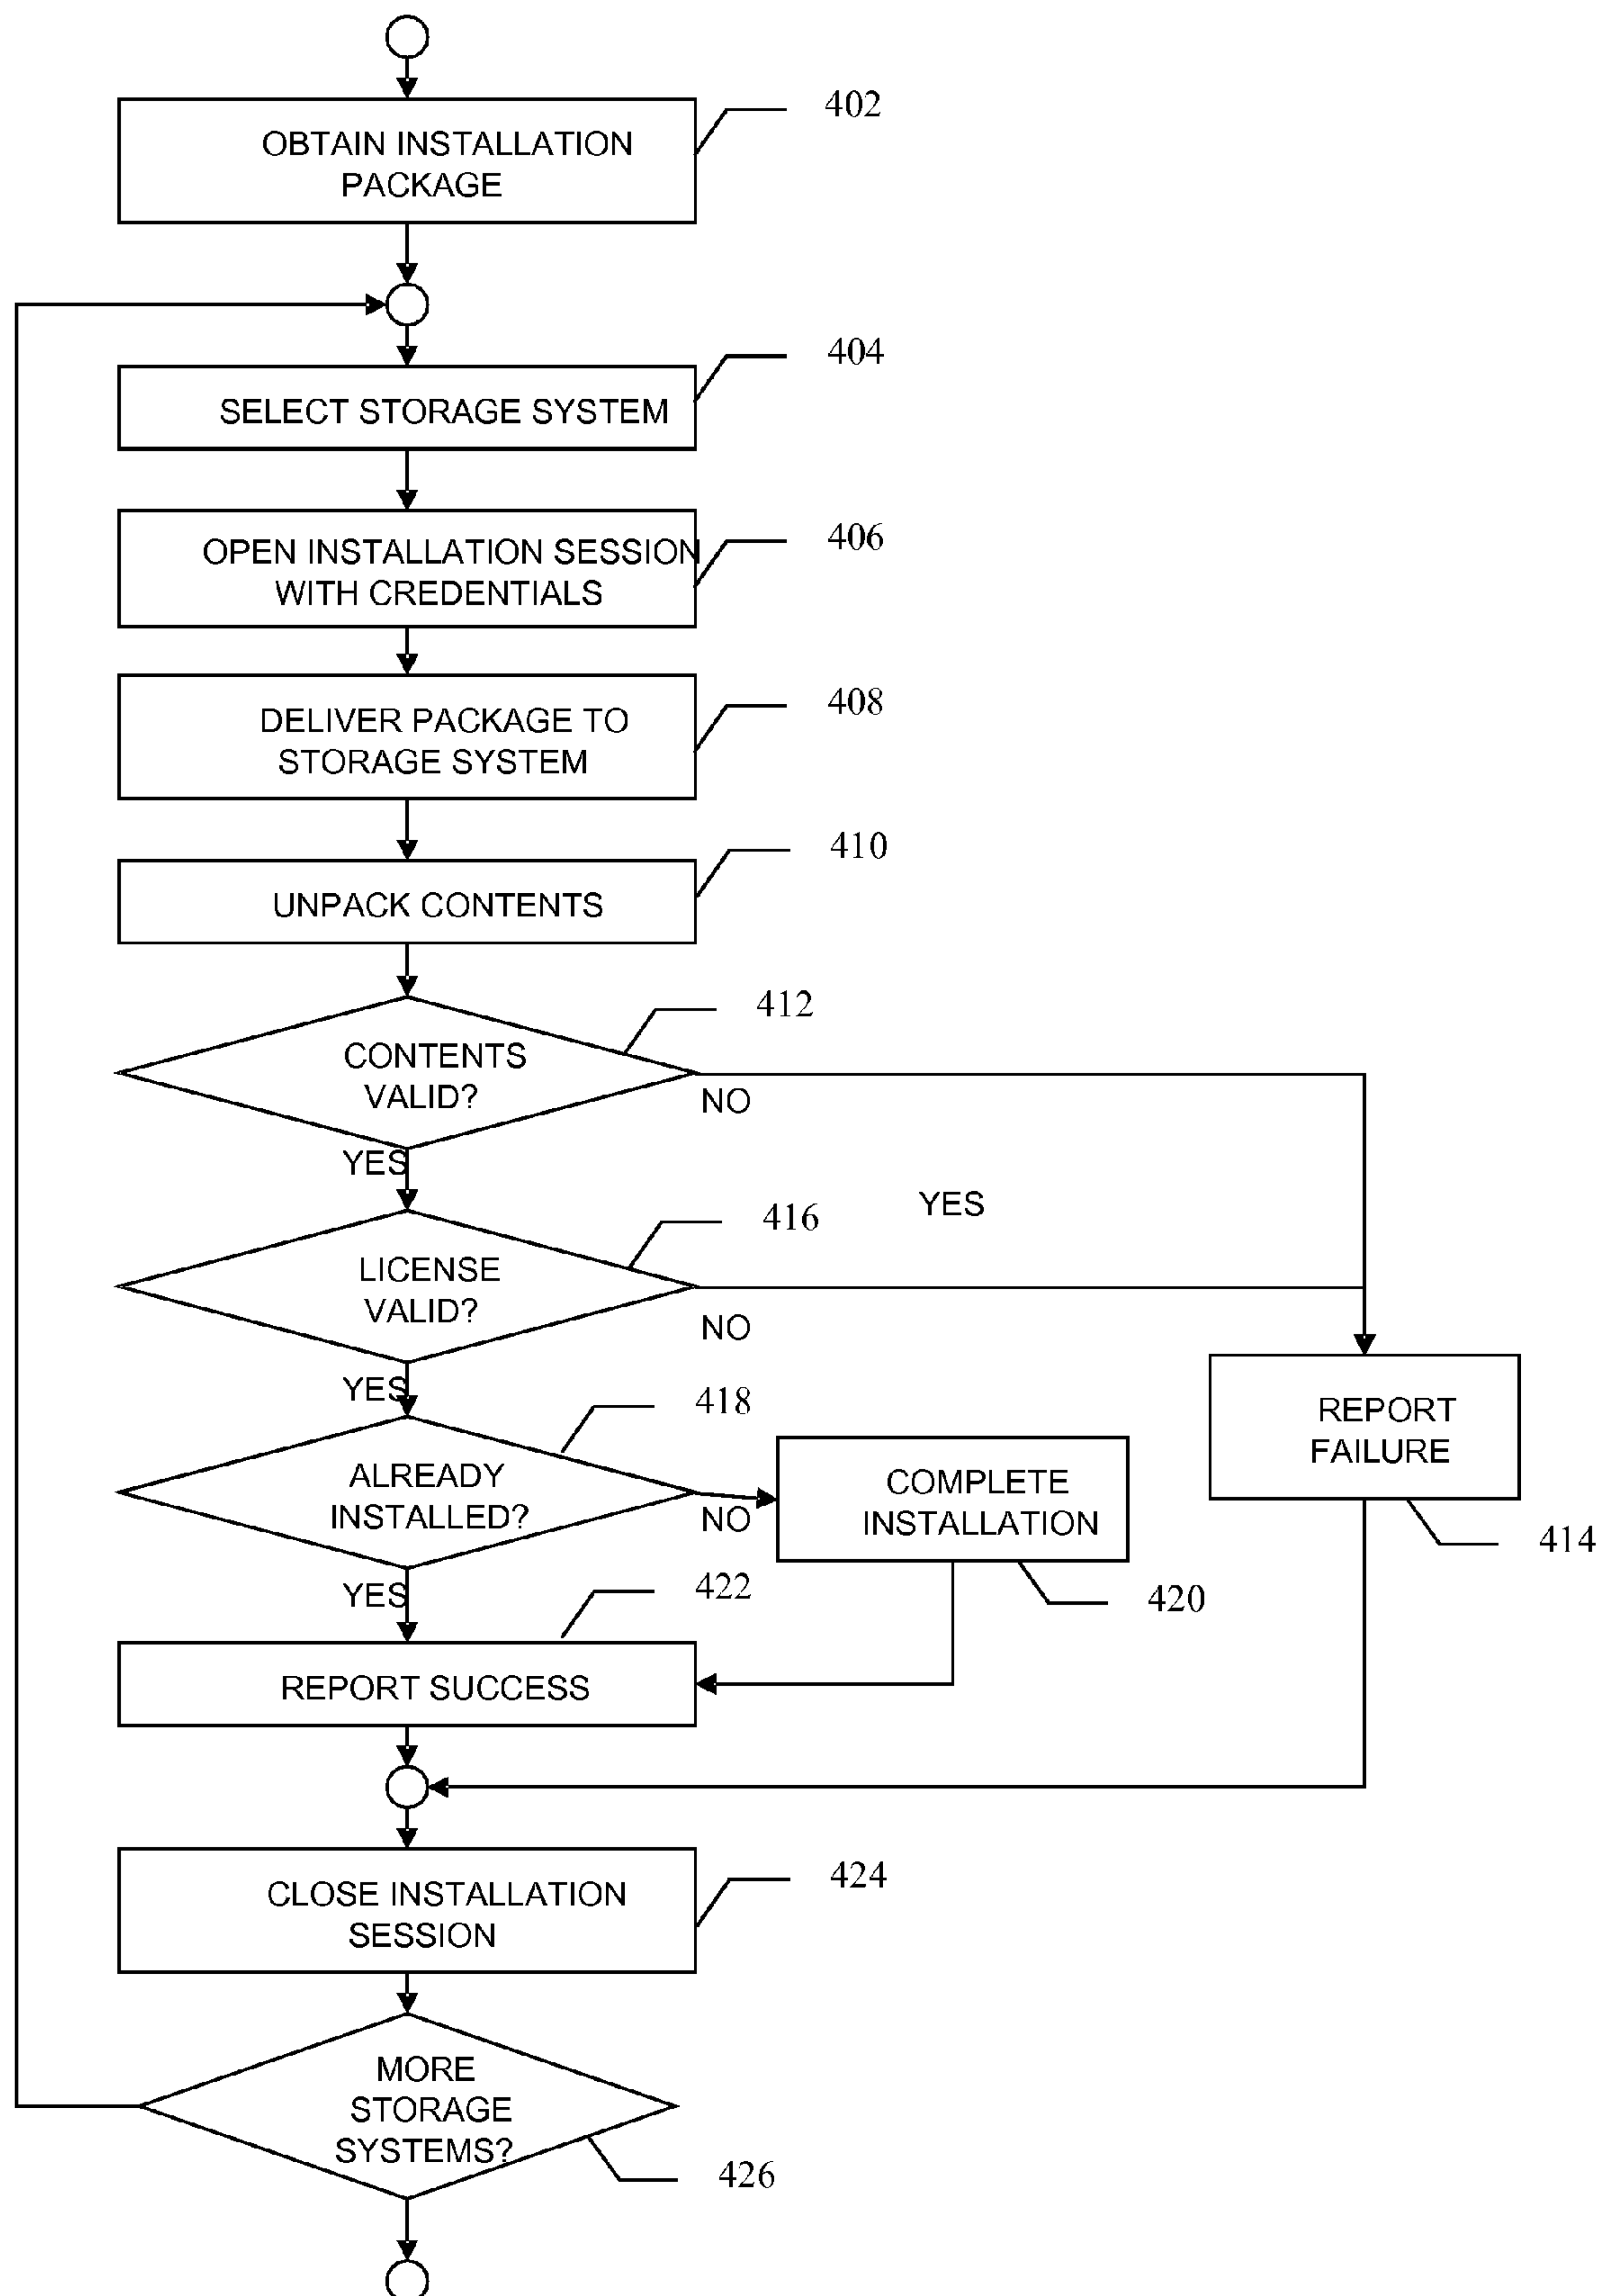 402
OBTAIN INSTALLATION
PACKAGE
404
SELECT STORAGE SYSTEM
406
OPEN INSTALLATION SESSION
WITH CREDENTIALS
408
DELIVER PACKAGE TO
STORAGE SYSTEM
410
UNPACK CONTENTS
412
CONTENTS
VALID?
NO
YES
YES
416
LICENSE
VALID?
NO
YES
418
ALREADY
INSTALLED?
NO
COMPLETE
INSTALLATION
420
REPORT
FAILURE
414
YES
422
REPORT SUCCESS
424
CLOSE INSTALLATION
SESSION
MORE
STORAGE
SYSTEMS?
426